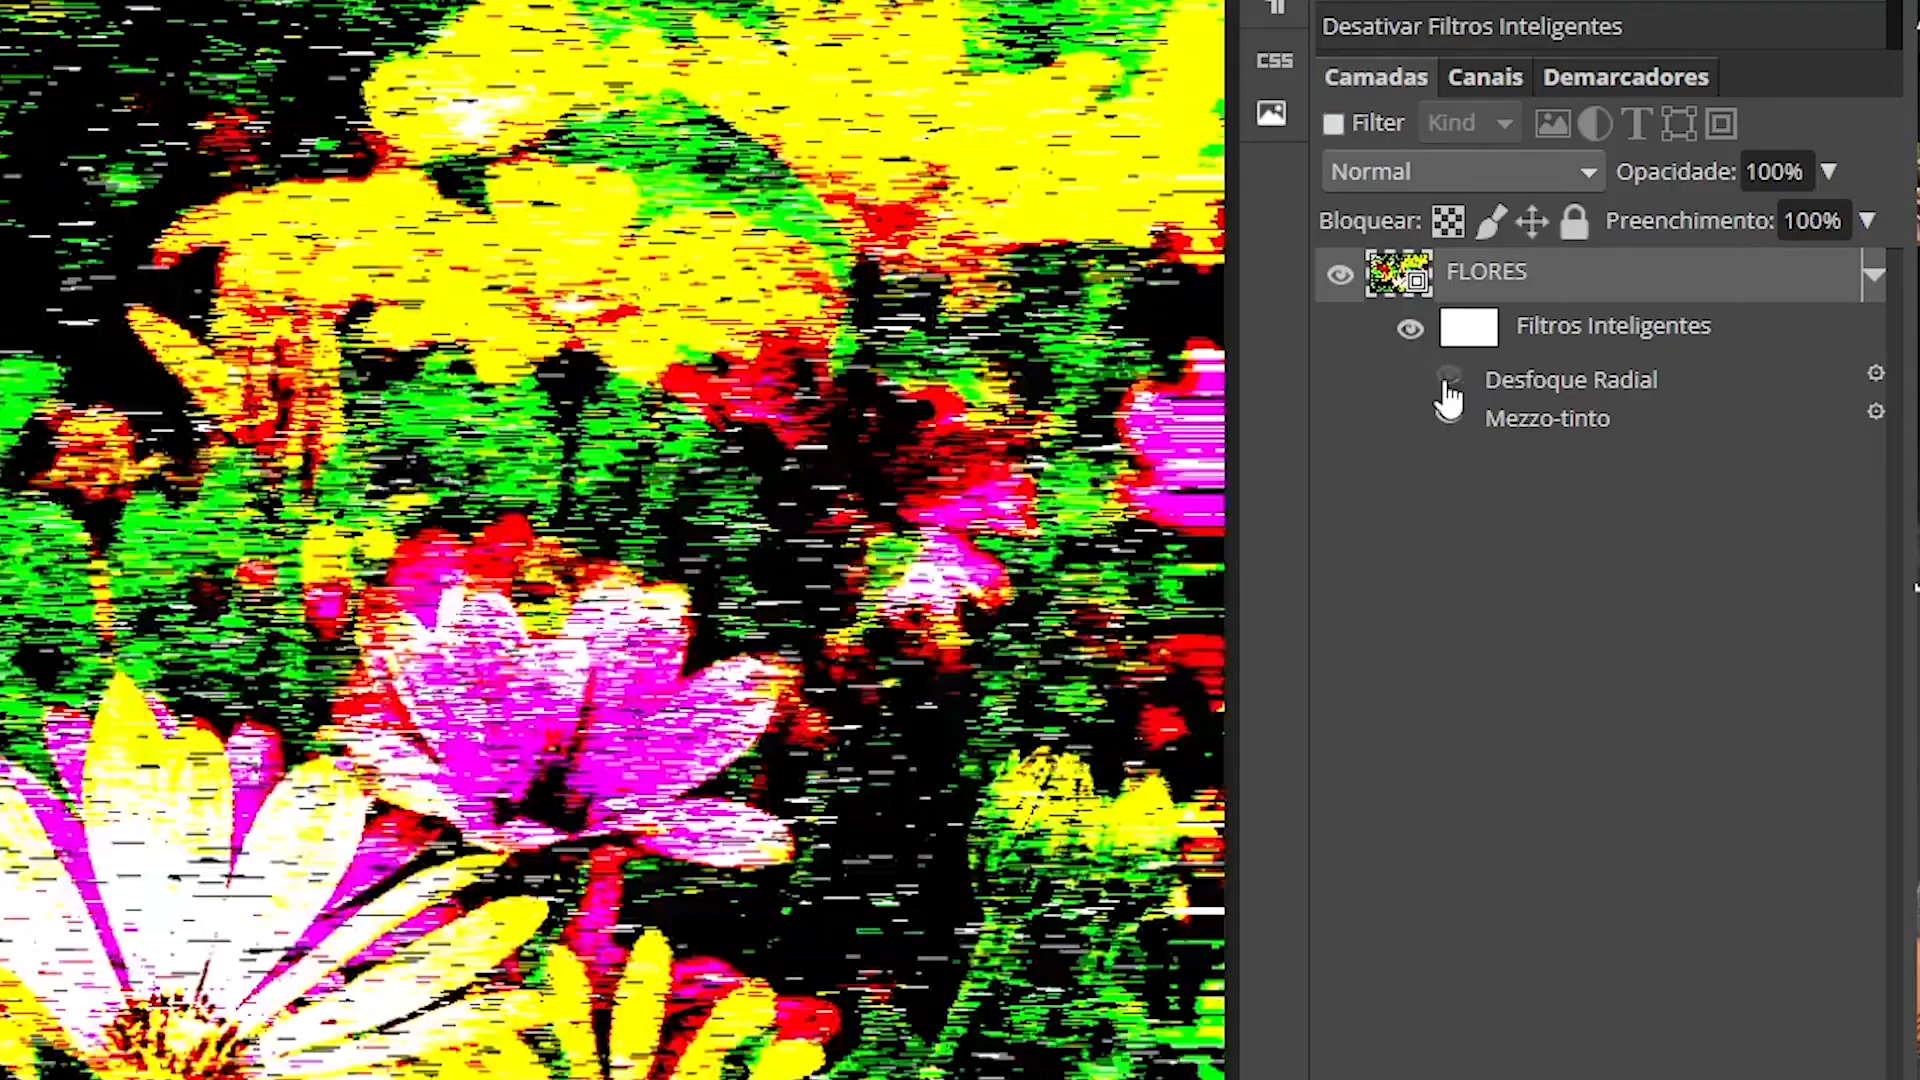 Desativar Filtros Inteligentes
CSS
Camadas Canais Demarcadores
Filter Kind
Normal Opacidade: 100%
Bloquear: Preenchimento: 100%
FLORES
Filtros Inteligentes
Desfoque Radial
Mezzo-tinto